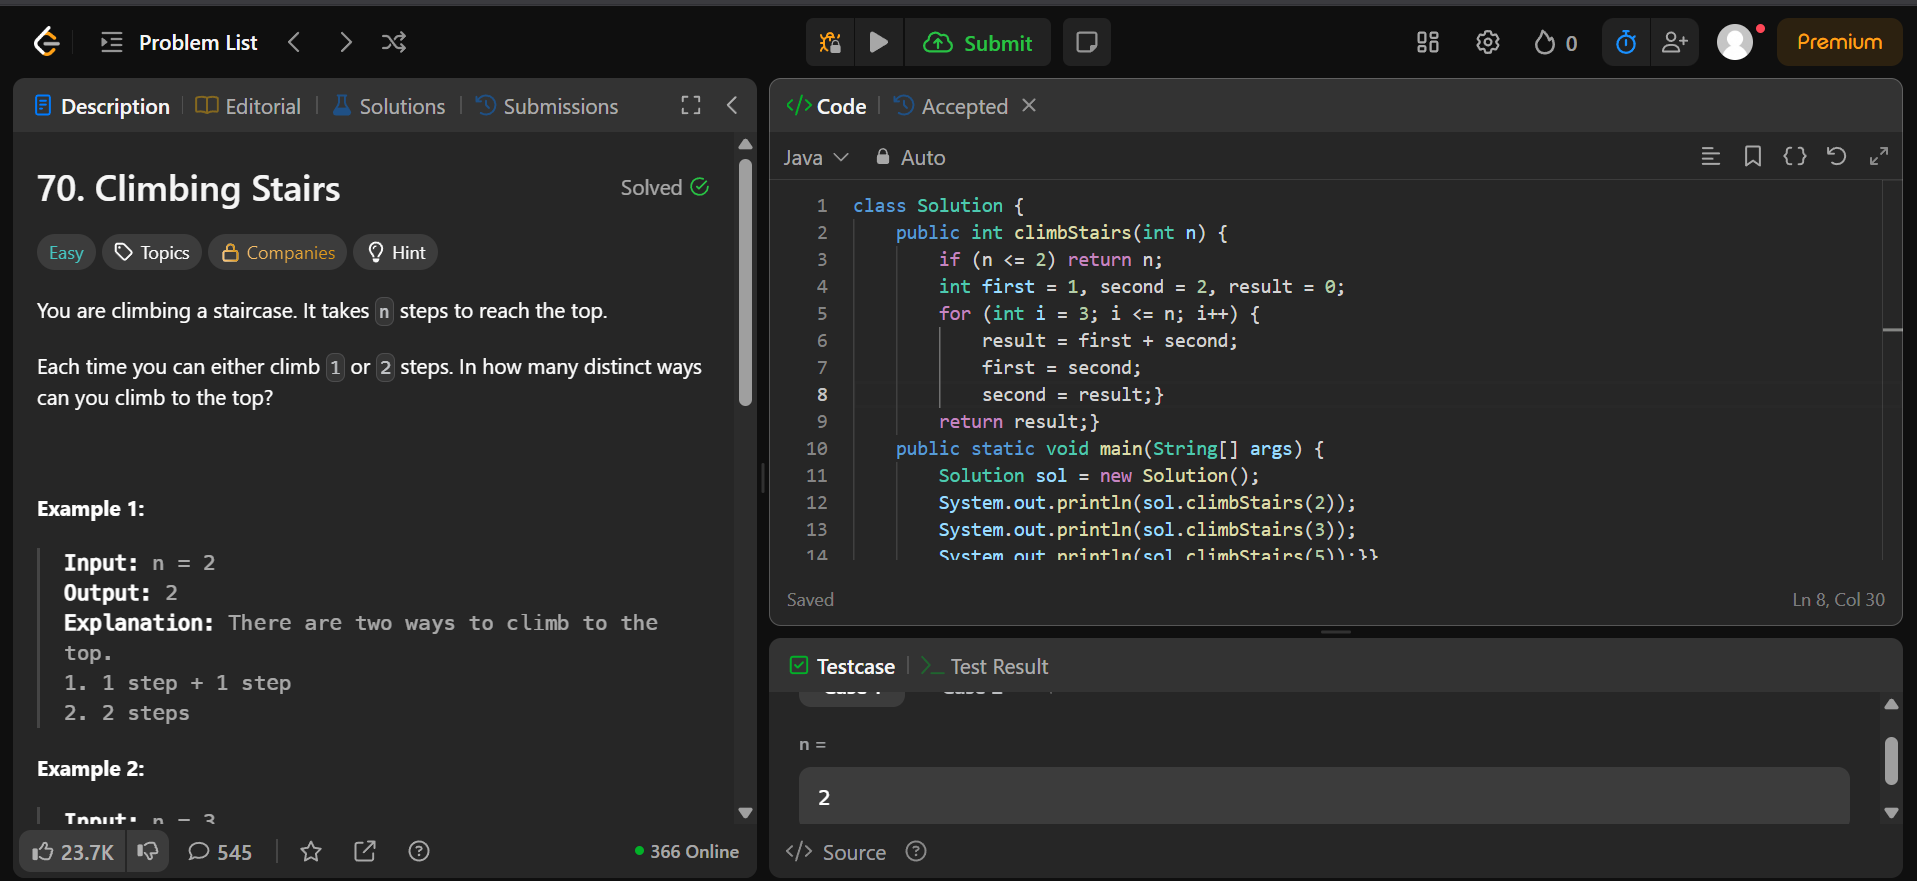 Problem List
Submit
0
Premium
Description
Editorial
Solutions
Submissions
70. Climbing Stairs
Solved
Easy
Topics
Companies
Hint
You are climbing a staircase. It takes n steps to reach the top.
Each time you can either climb 1 or 2 steps. In how many distinct ways
can you climb to the top?
Example 1:
Input: n = 2
Output: 2
Explanation: There are two ways to climb to the
top.
1. 1 step + 1 step
2. 2 steps
Example 2:
Input: n = 3
23.7K
545
366 Online
Code
Accepted
Java
Auto
1 class Solution {
2 public int climbStairs(int n) {
3 if (n <= 2) return n;
4 int first = 1, second = 2, result = 0;
5 for (int i = 3; i <= n; i++) {
6 result = first + second;
7 first = second;
8 second = result;}
9 return result;}
10 public static void main(String[] args) {
11 Solution sol = new Solution();
12 System.out.println(sol.climbStairs(2));
13 System.out.println(sol.climbStairs(3));
14 System.out.println(sol.climbStairs(5));}}
Saved
Ln 8, Col 30
Testcase
Test Result
n =
2
Source